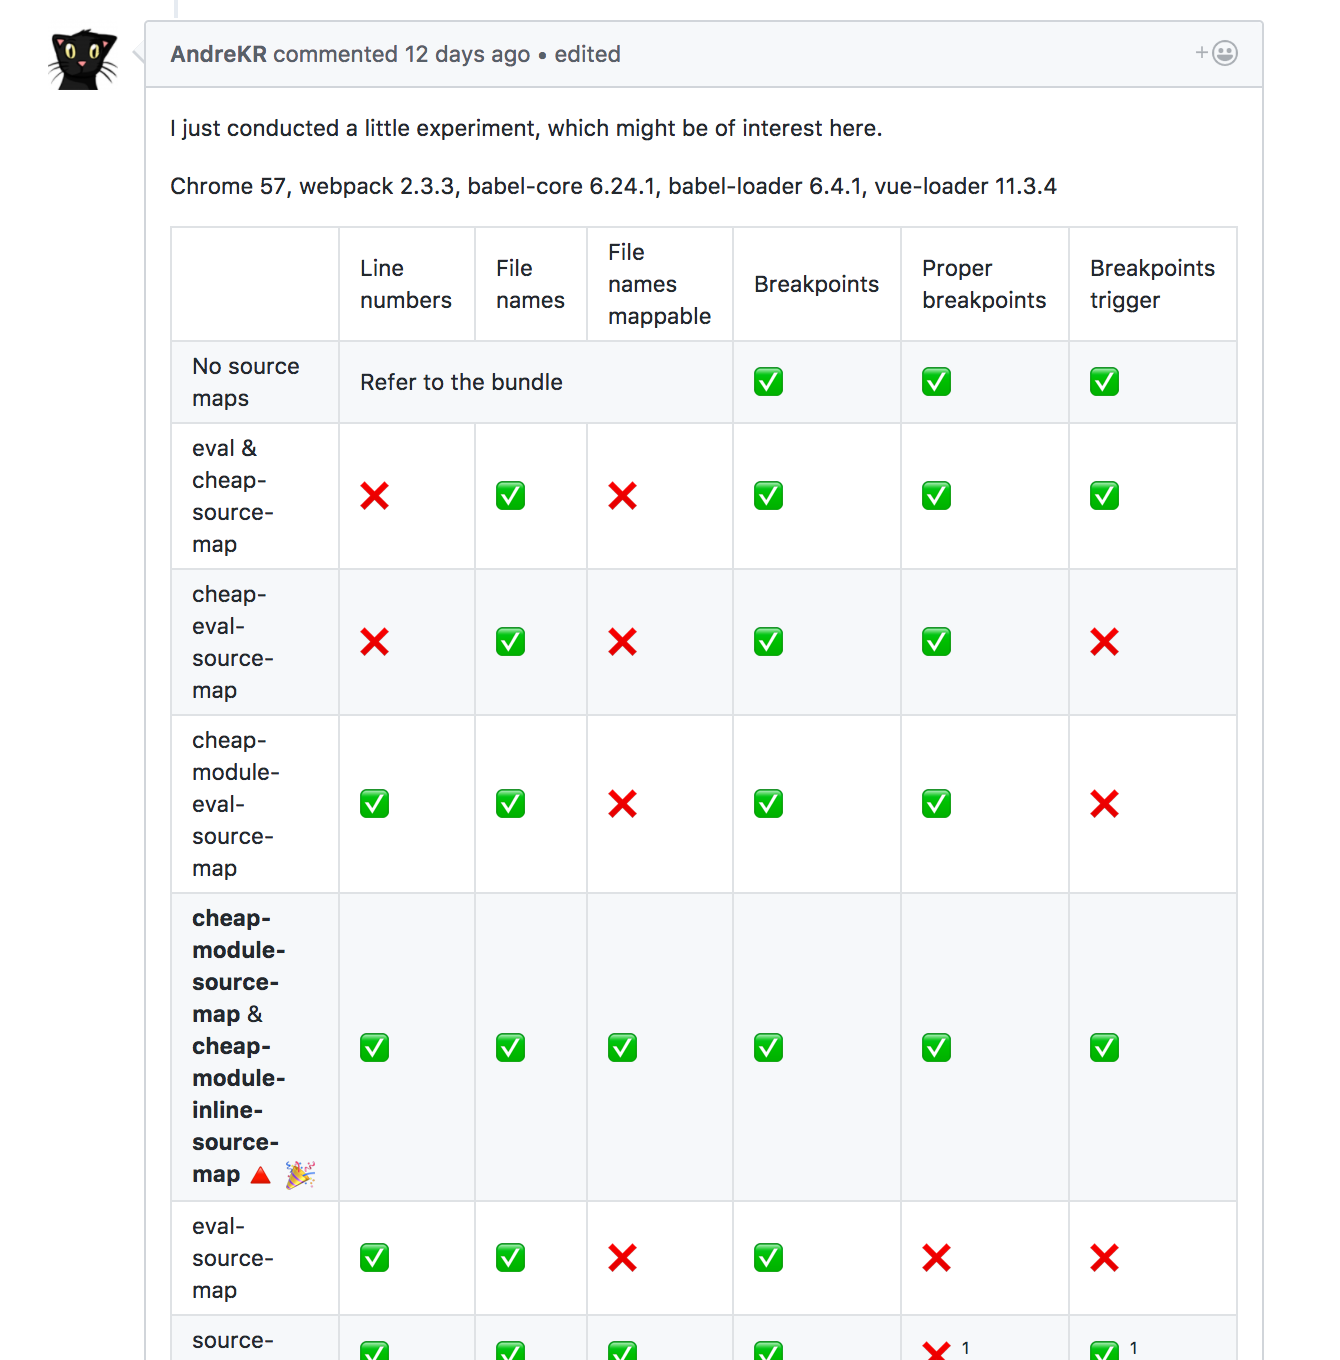 AndreKR commented 12 days ago • edited
I just conducted a little experiment, which might be of interest here.
Chrome 57, webpack 2.3.3, babel-core 6.24.1, babel-loader 6.4.1, vue-loader 11.3.4
Line
numbers
File
names
File
names
mappable
Breakpoints
Proper
breakpoints
Breakpoints
trigger
No source
maps
Refer to the bundle
✅ ✅ ✅
eval &
cheap-
source-
map
❌ ✅ ❌ ✅ ✅ ✅
cheap-
eval-
source-
map
❌ ✅ ❌ ✅ ✅ ❌
cheap-
module-
eval-
source-
map
✅ ✅ ❌ ✅ ✅ ❌
cheap-
module-
source-
map &
cheap-
module-
inline-
source-
map 🔺 🎉
✅ ✅ ✅ ✅ ✅ ✅
eval-
source-
map
✅ ✅ ❌ ✅ ❌ ❌
source-
✅ ✅ ✅ ✅ ❌ 1 ✅ 1